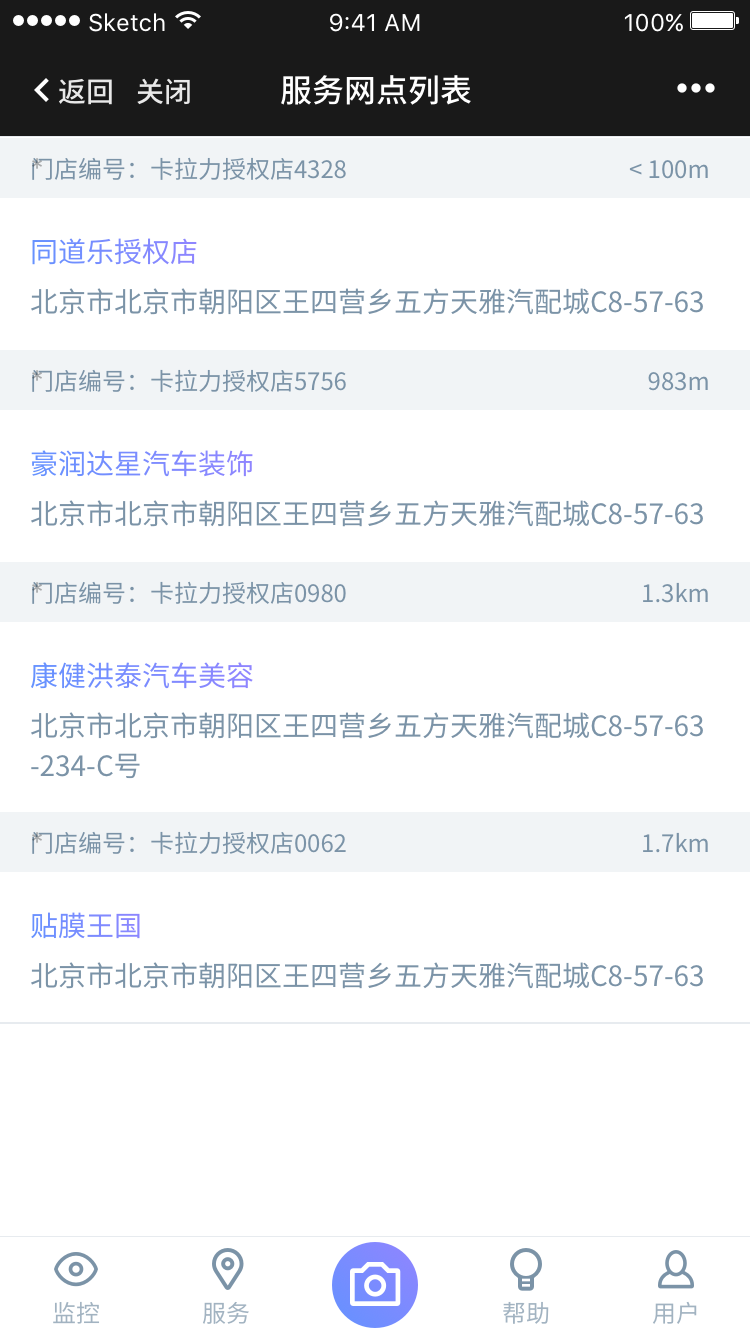 Sketch 9:41 AM 100%
返回 关闭 服务网点列表
门店编号：卡拉力授权店4328 < 100m
同道乐授权店
北京市北京市朝阳区王四营乡五方天雅汽配城C8-57-63
门店编号：卡拉力授权店5756 983m
豪润达星汽车装饰
北京市北京市朝阳区王四营乡五方天雅汽配城C8-57-63
门店编号：卡拉力授权店0980 1.3km
康健洪泰汽车美容
北京市北京市朝阳区王四营乡五方天雅汽配城C8-57-63
-234-C号
门店编号：卡拉力授权店0062 1.7km
贴膜王国
北京市北京市朝阳区王四营乡五方天雅汽配城C8-57-63
监控 服务 帮助 用户